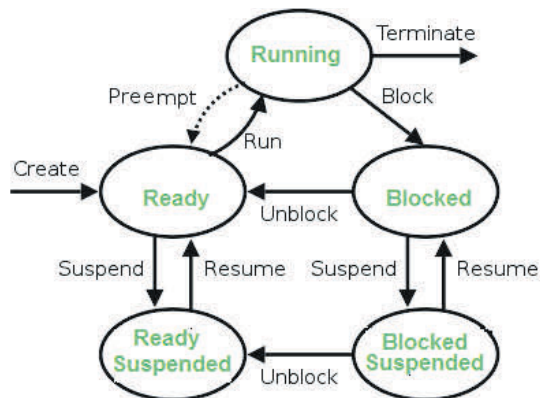 Terminate
Running
Preempt
Block
Run
Create
Ready
Blocked
Unblock
Suspend
Resume
Suspend
Resume
Ready
Suspended
Blocked
Suspended
Unblock